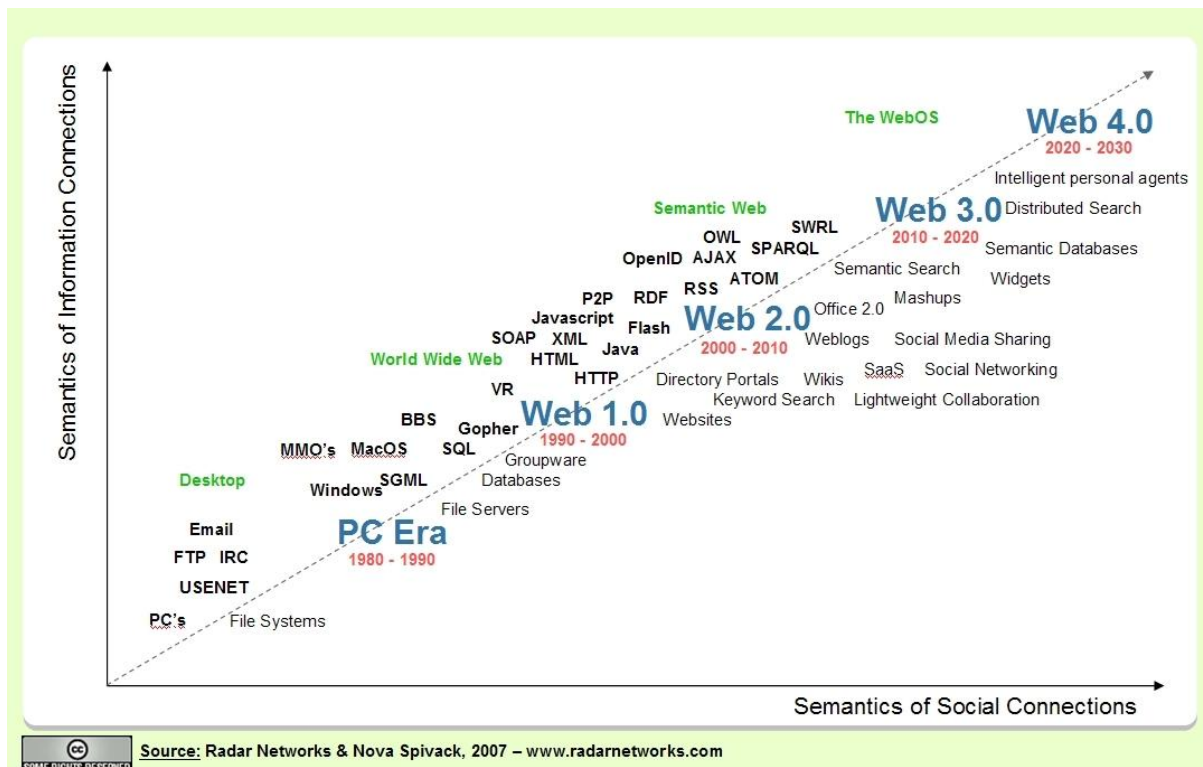 Semantics of Information Connections
The WebOS
Web 4.0
2020 - 2030
Intelligent personal agents
Semantic Web
Web 3.0
Distributed Search
2010 - 2020
SWRL
OWL
SPARQL
Semantic Databases
OpenID
AJAX
Semantic Search
ATOM
Widgets
RSS
P2P
RDF
Mashups
Web 2.0
Office 2.0
Javascript
Flash
SOAP
XML
2000 - 2010
Weblogs
Social Media Sharing
Java
World Wide Web
HTML
HTTP
Directory Portals
Wikis
SaaS
Social Networking
VR
Keyword Search
Lightweight Collaboration
Web 1.0
Websites
BBS
Gopher
1990 - 2000
MMO's
MacOS
SQL
Groupware
Desktop
SGML
Databases
Windows
File Servers
Email
PC Era
1980 - 1990
FTP
IRC
USENET
PC's
File Systems
Semantics of Social Connections
cc
SOME RIGHTS RESERVED
Source: Radar Networks & Nova Spivack, 2007 – www.radarnetworks.com